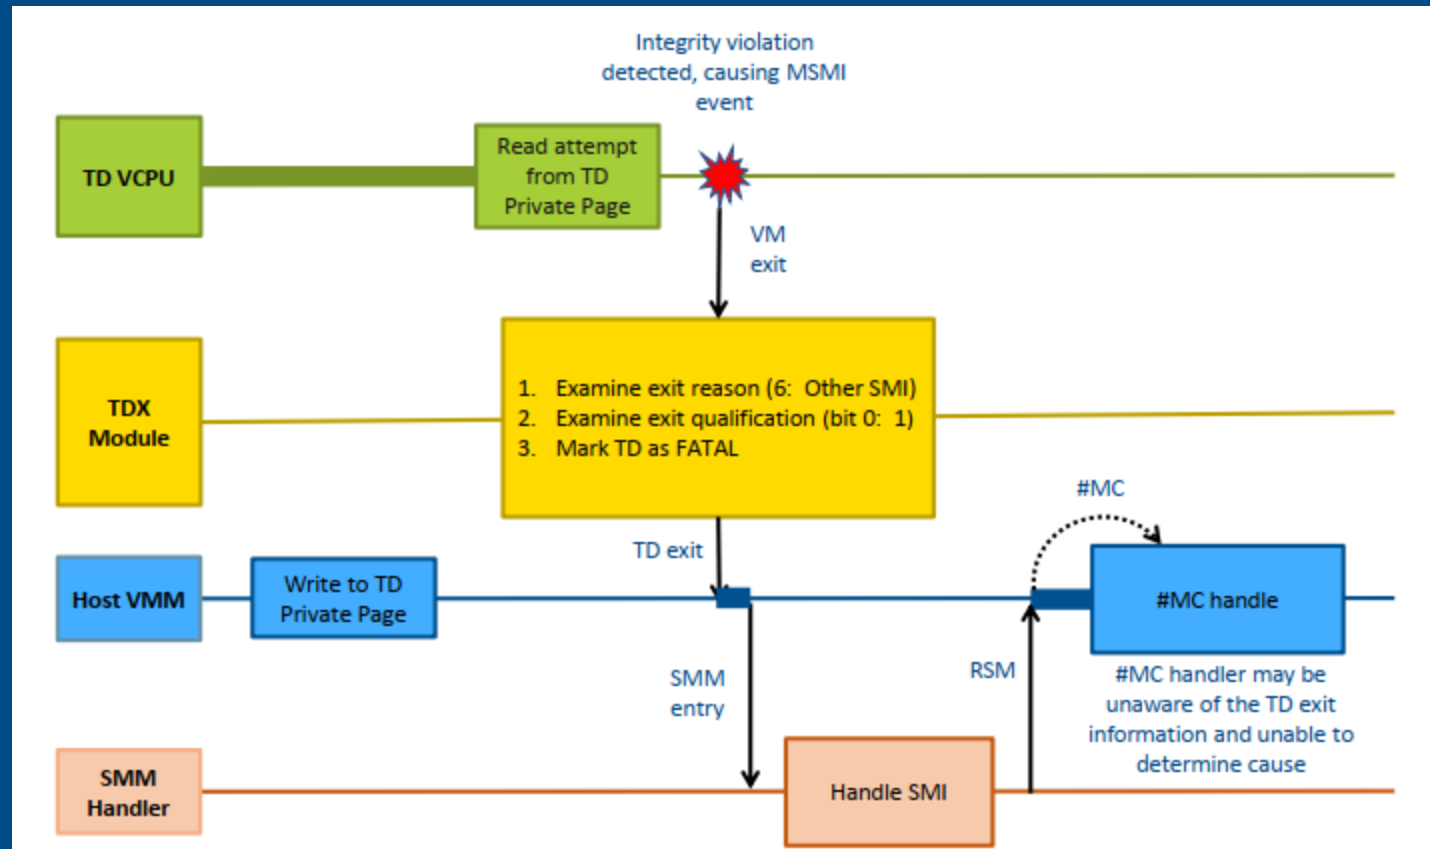 Integrity violation
detected, causing MSMI
event
TD VCPU
Read attempt
from TD
Private Page
VM
exit
TDX
Module
1. Examine exit reason (6: Other SMI)
2. Examine exit qualification (bit 0: 1)
3. Mark TD as FATAL
#MC
TD exit
Host VMM
Write to TD
Private Page
#MC handle
SMM
entry
RSM
#MC handler may be
unaware of the TD exit
information and unable to
determine cause
SMM
Handler
Handle SMI